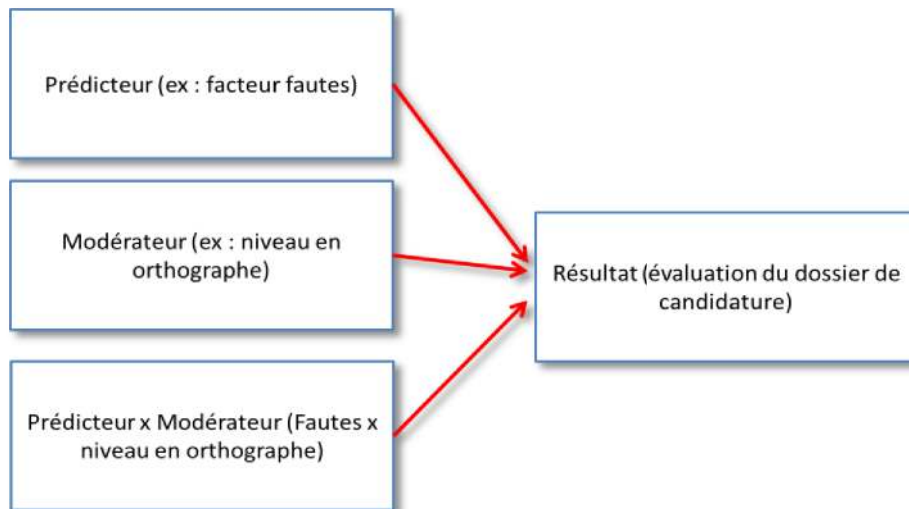 Prédicteur (ex : facteur fautes)
Modérateur (ex : niveau en
orthographe)
Prédicteur x Modérateur (Fautes x
niveau en orthographe)
Résultat (évaluation du dossier de
candidature)